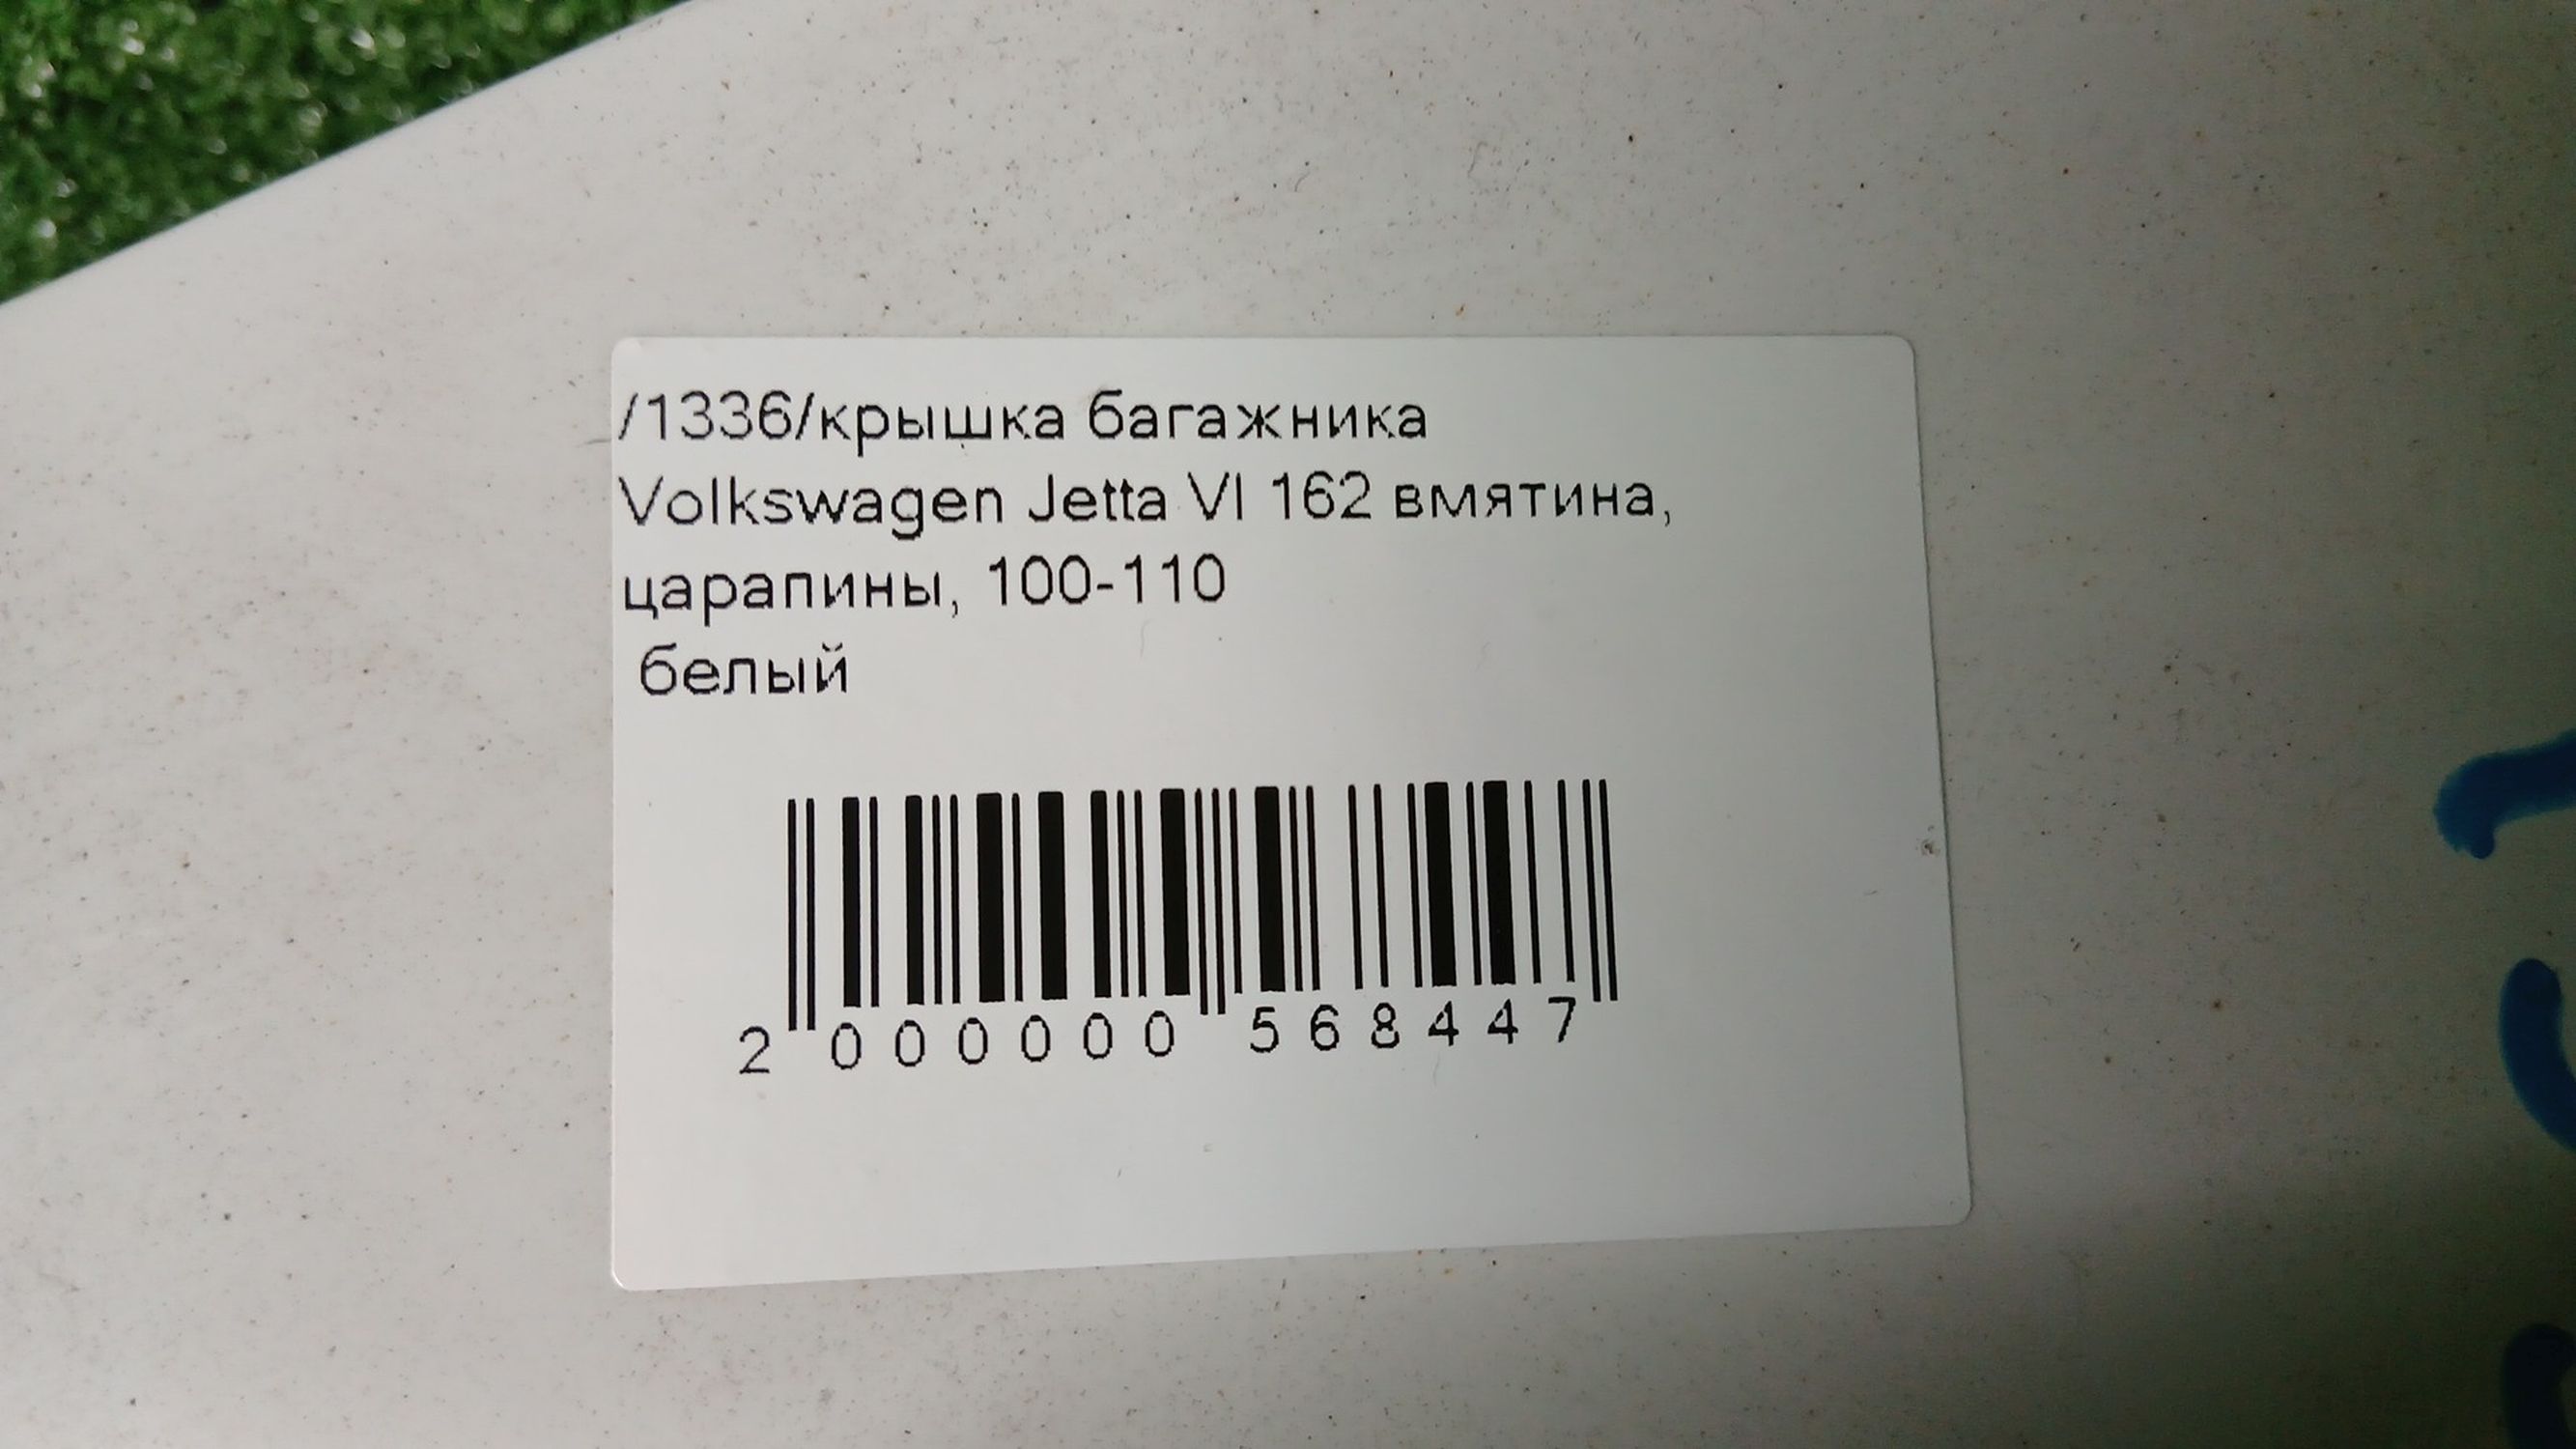 /1336/крышка багажника
Volkswagen Jetta VI 162 вмятина,
царапины, 100-110
белый
2 000000 568447